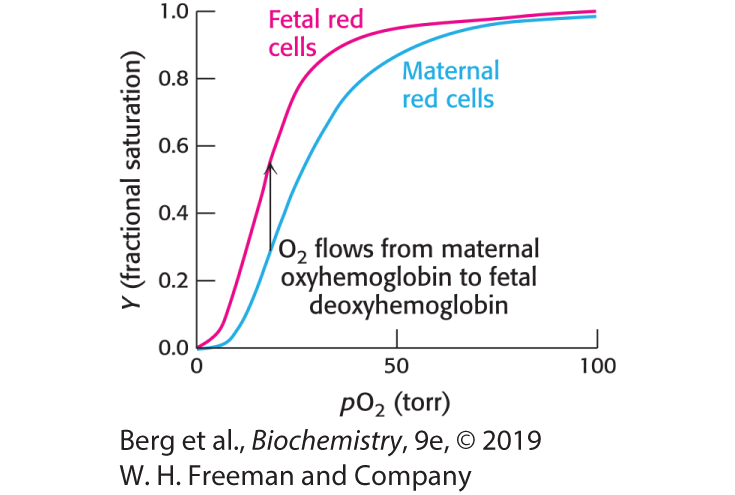 1.0
Fetal red
cells
Maternal
red cells
0.8
0.6
0.4
0.2
0.0
Y (fractional saturation)
O₂ flows from maternal
oxyhemoglobin to fetal
deoxyhemoglobin
0
50
100
pO₂ (torr)
Berg et al., Biochemistry, 9e, © 2019
W. H. Freeman and Company